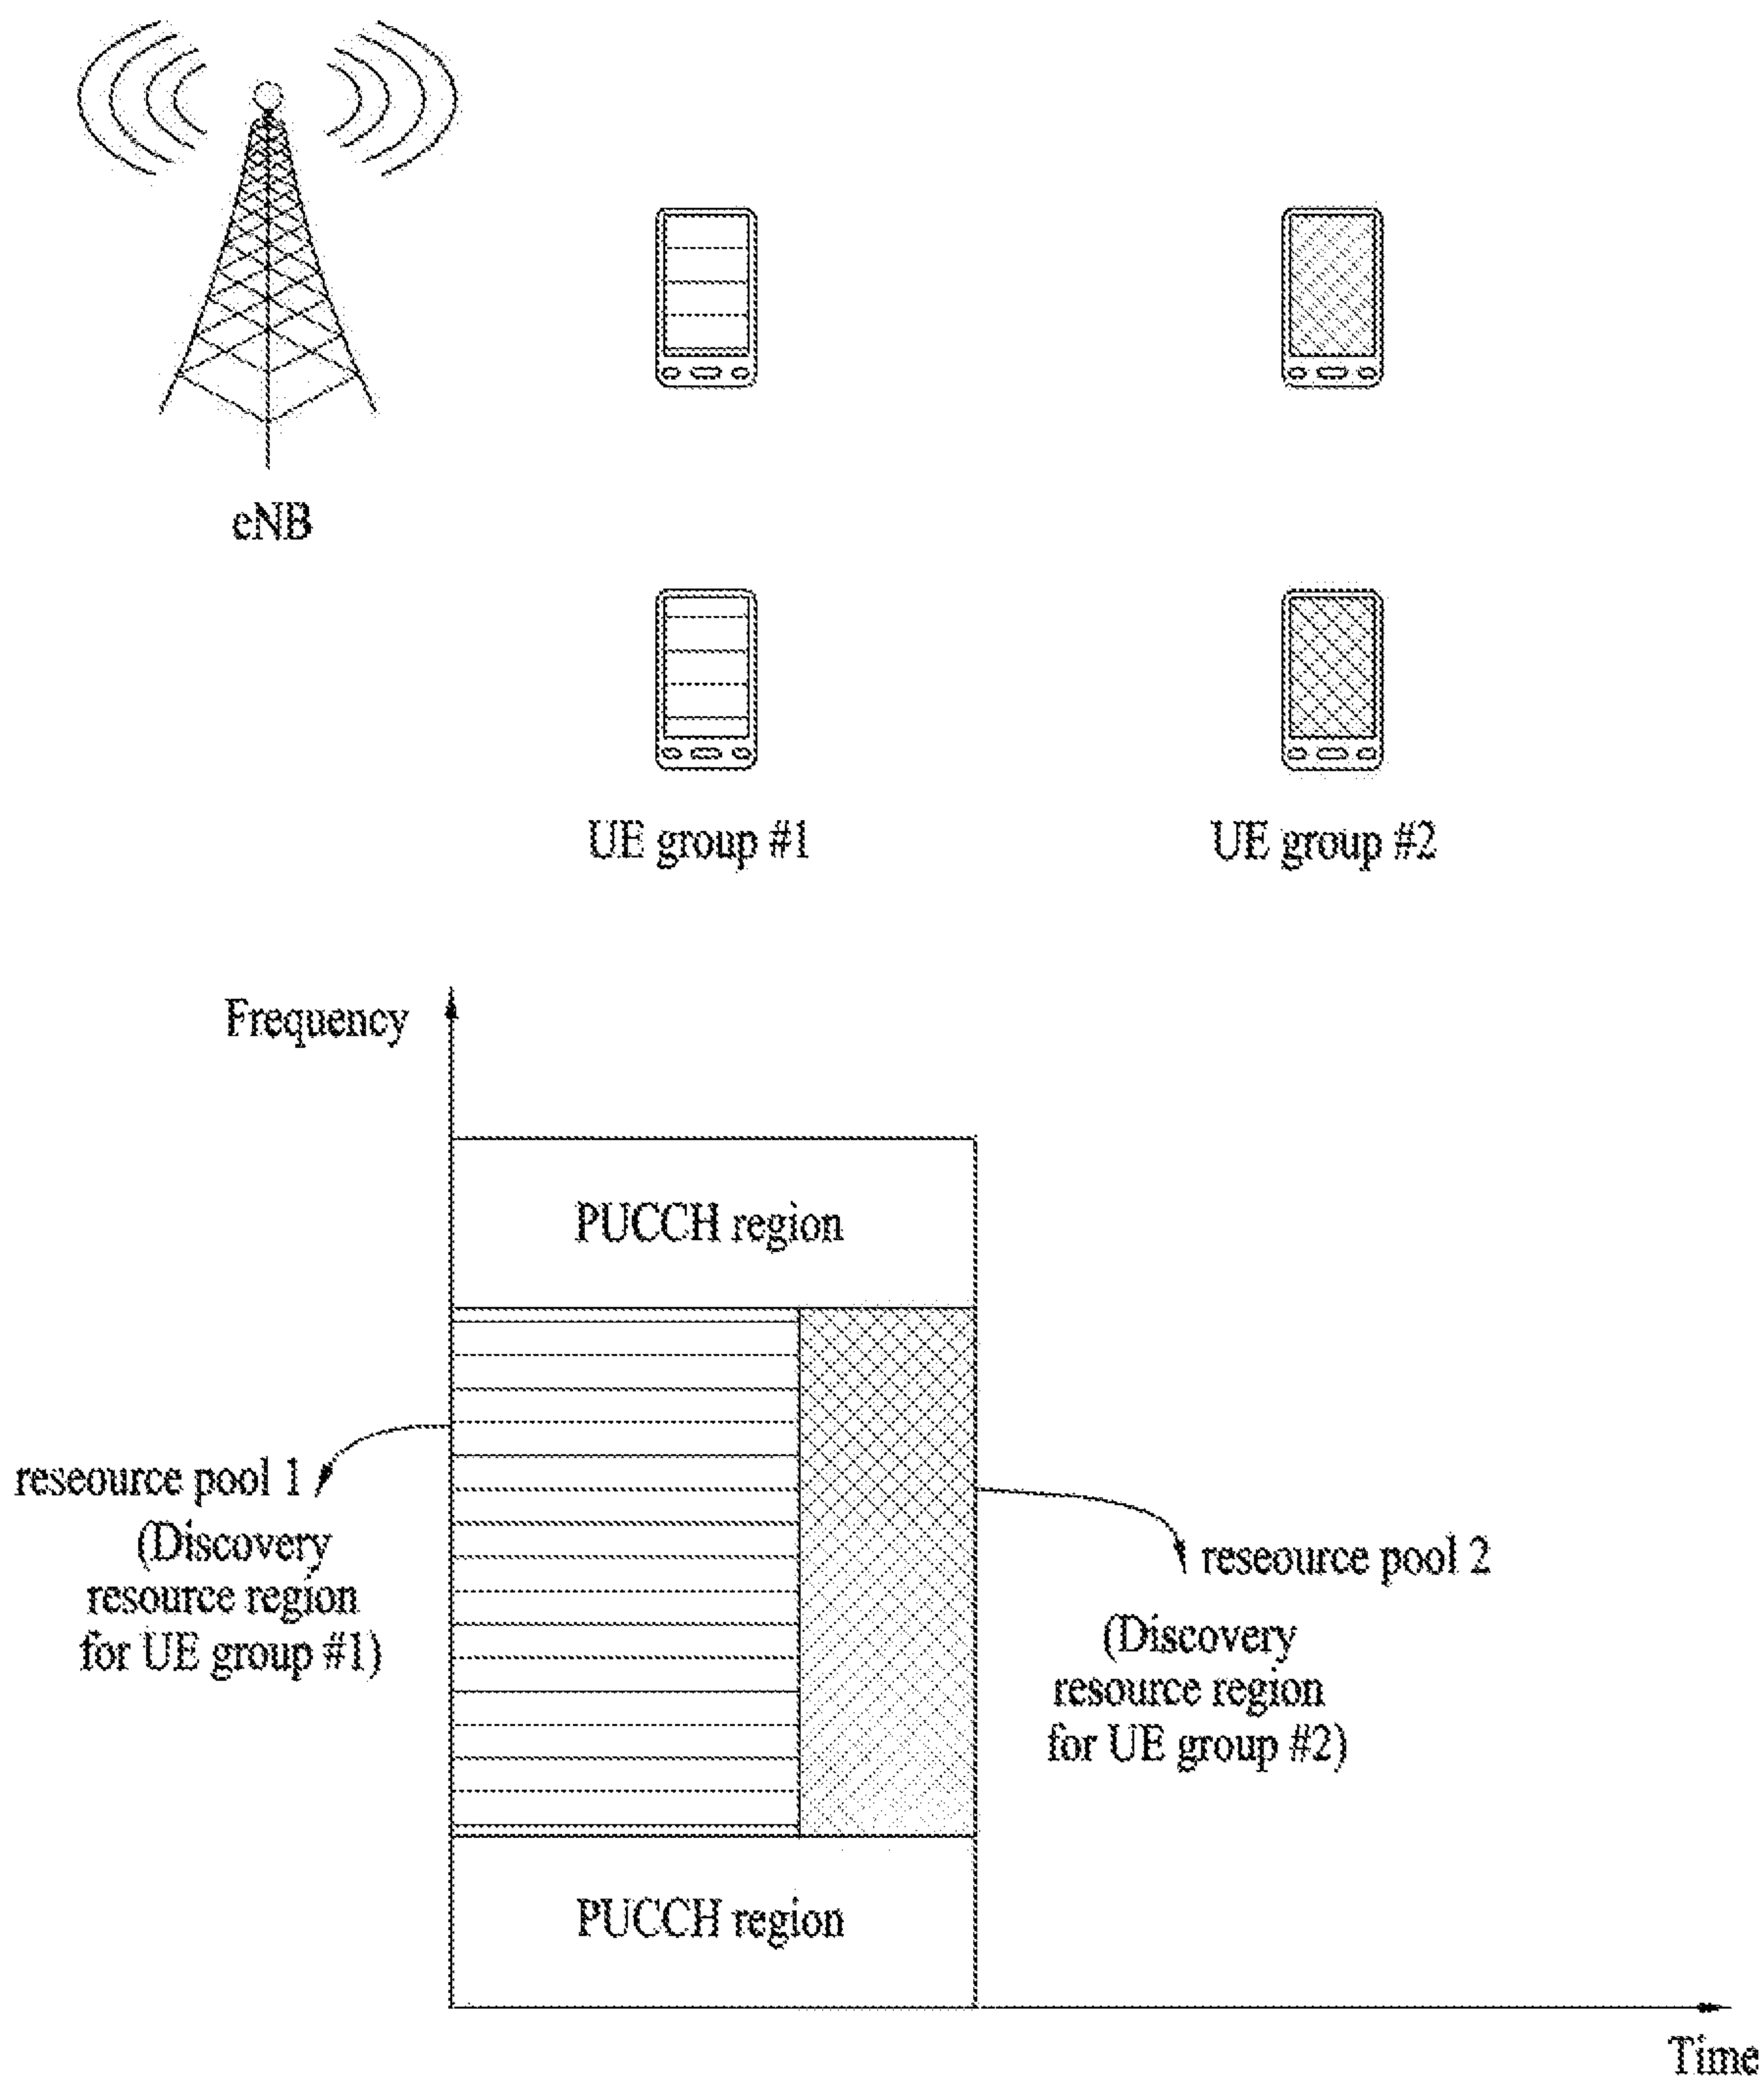 eNB
UE group #1
UE group #2
Frequency
PUCCH region
reseource pool 1
(Discovery
resource region
for UE group #1)
reseource pool 2
(Discovery
resource region
for UE group #2)
PUCCH region
Time